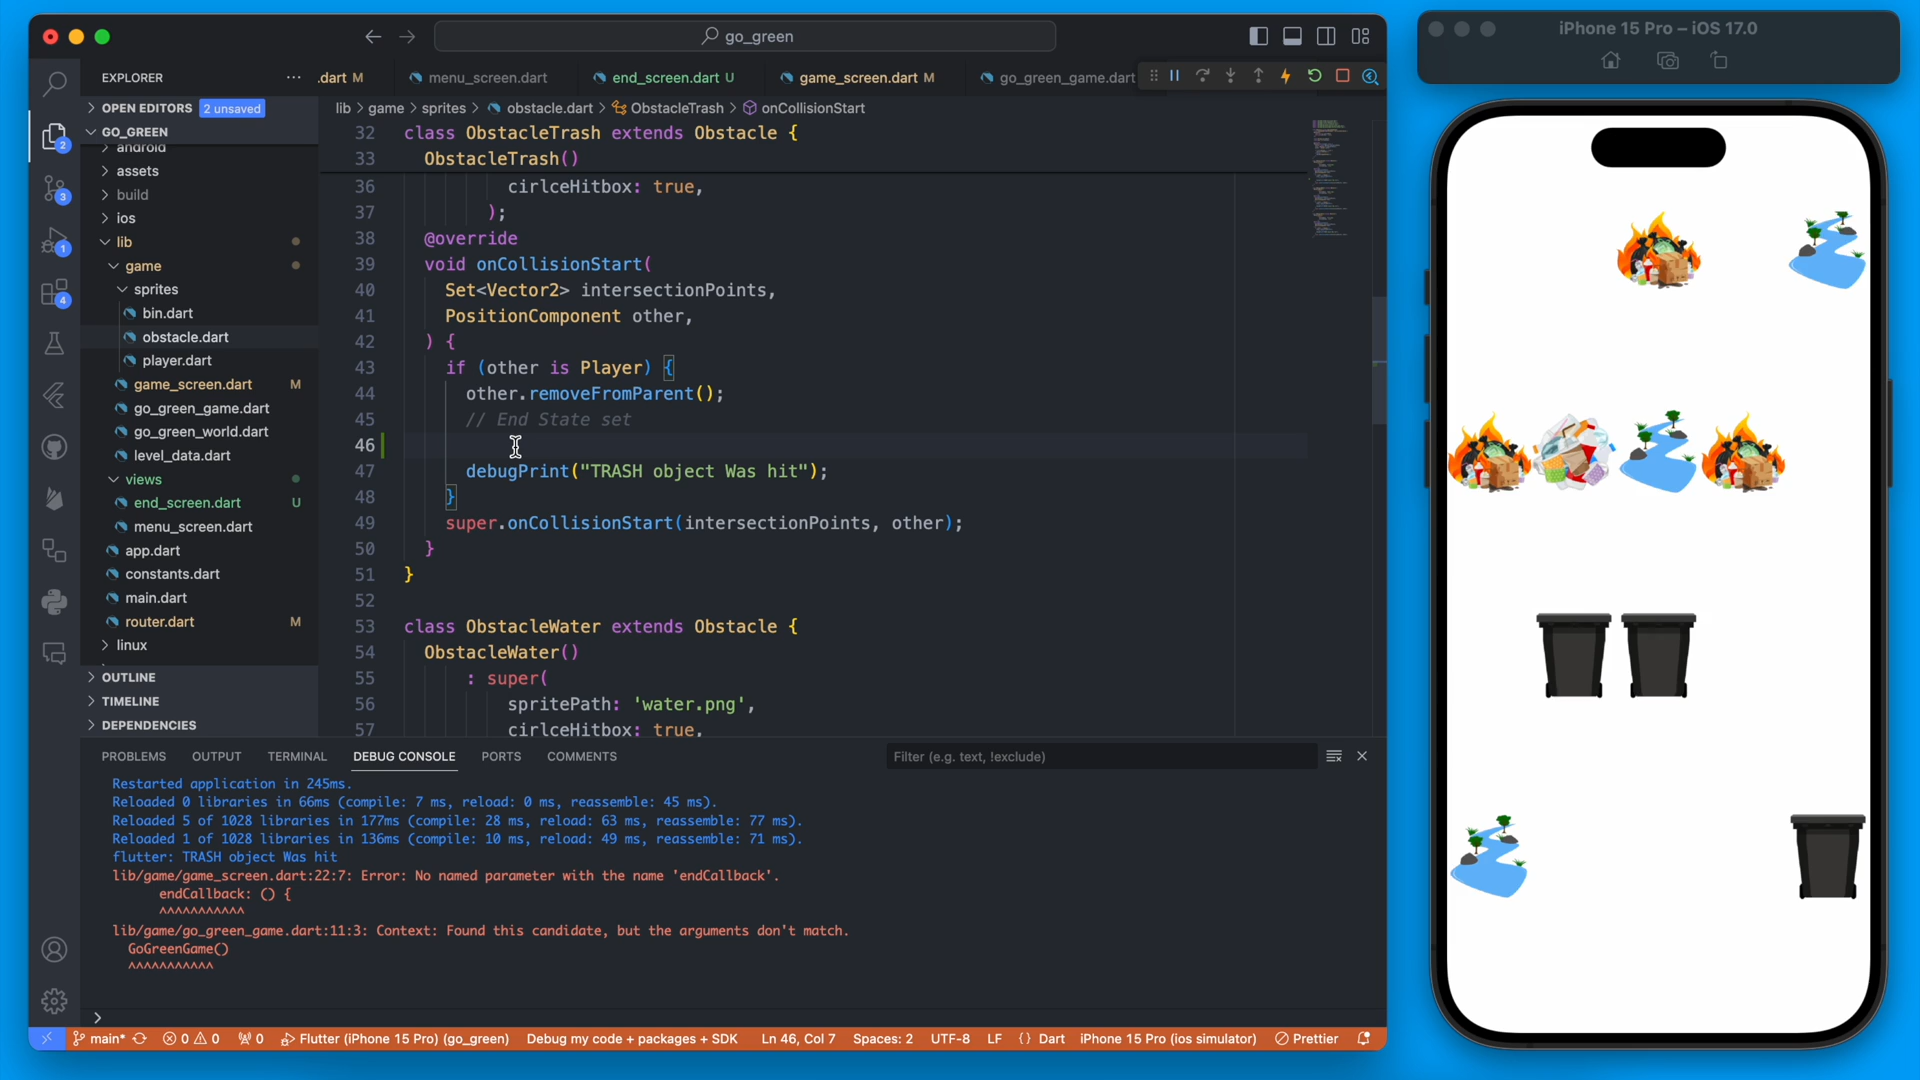 go_green
EXPLORER
.dart M
menu_screen.dart
end_screen.dart U
game_screen.dart M
go_green_game.dart
OPEN EDITORS 2 unsaved
GO_GREEN
android
assets
build
ios
lib
game
sprites
bin.dart
obstacle.dart
player.dart
game_screen.dart M
go_green_game.dart
go_green_world.dart
level_data.dart
views
end_screen.dart U
menu_screen.dart
app.dart
constants.dart
main.dart
router.dart M
linux
OUTLINE
TIMELINE
DEPENDENCIES
2
3
1
4
lib > game > sprites > obstacle.dart > ObstacleTrash > onCollisionStart
32 class ObstacleTrash extends Obstacle {
33 ObstacleTrash()
36 cirlceHitbox: true,
37 );
38 @override
39 void onCollisionStart(
40 Set<Vector2> intersectionPoints,
41 PositionComponent other,
42 ) {
43 if (other is Player) {
44 other.removeFromParent();
45 // End State set
46
47 debugPrint("TRASH object Was hit");
48 }
49 super.onCollisionStart(intersectionPoints, other);
50 }
51 }
52
53 class ObstacleWater extends Obstacle {
54 ObstacleWater()
55 : super(
56 spritePath: 'water.png',
57 cirlceHitbox: true,
PROBLEMS OUTPUT TERMINAL DEBUG CONSOLE PORTS COMMENTS
Filter (e.g. text, !exclude)
Restarted application in 245ms.
Reloaded 0 libraries in 66ms (compile: 7 ms, reload: 0 ms, reassemble: 45 ms).
Reloaded 5 of 1028 libraries in 177ms (compile: 28 ms, reload: 63 ms, reassemble: 77 ms).
Reloaded 1 of 1028 libraries in 136ms (compile: 10 ms, reload: 49 ms, reassemble: 71 ms).
flutter: TRASH object Was hit
lib/game/game_screen.dart:22:7: Error: No named parameter with the name 'endCallback'.
endCallback: () {
^^^^^^^^^^^
lib/game/go_green_game.dart:11:3: Context: Found this candidate, but the arguments don't match.
GoGreenGame()
^^^^^^^^^^^
>
main* 0 0 0 Flutter (iPhone 15 Pro) (go_green) Debug my code + packages + SDK Ln 46, Col 7 Spaces: 2 UTF-8 LF {} Dart iPhone 15 Pro (ios simulator) Prettier
iPhone 15 Pro – iOS 17.0